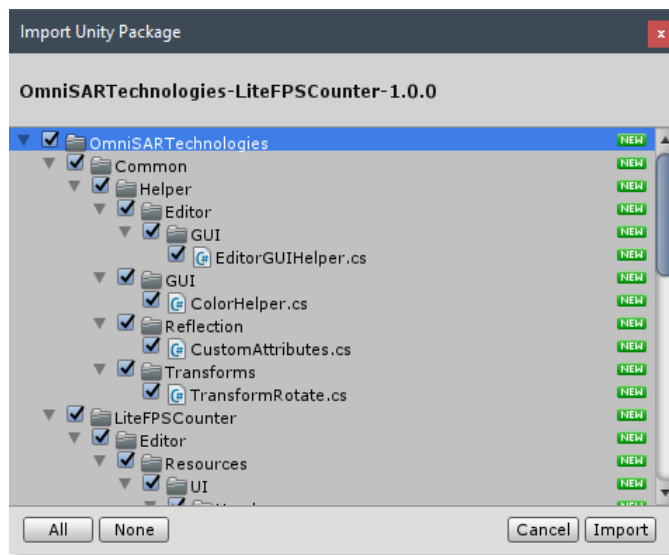 Import Unity Package
x
OmniSARTechnologies-LiteFPSCounter-1.0.0
OmniSARTechnologies NEW
Common NEW
Helper NEW
Editor NEW
GUI NEW
C# EditorGUIHelper.cs NEW
GUI NEW
C# ColorHelper.cs NEW
Reflection NEW
C# CustomAttributes.cs NEW
Transforms NEW
C# TransformRotate.cs NEW
LiteFPSCounter NEW
Editor NEW
Resources NEW
UI NEW
NEW
All None Cancel Import